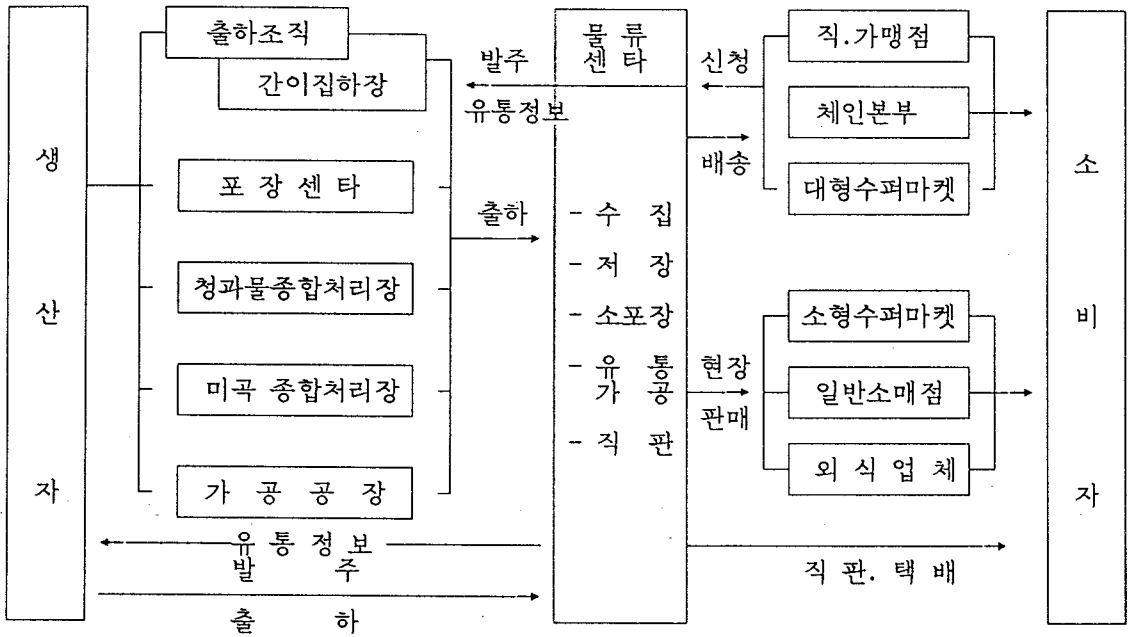 생산자
출하조직
간이집하장
포장센타
청과물종합처리장
미곡 종합처리장
가공공장
발주
유통정보
출하
유통정보
발주
출하
물류
센타
- 수집
- 저장
- 소포장
- 유통
가공
- 직판
신청
배송
현장
판매
직판. 택배
직.가맹점
체인본부
대형수퍼마켓
소형수퍼마켓
일반소매점
외식업체
소비자